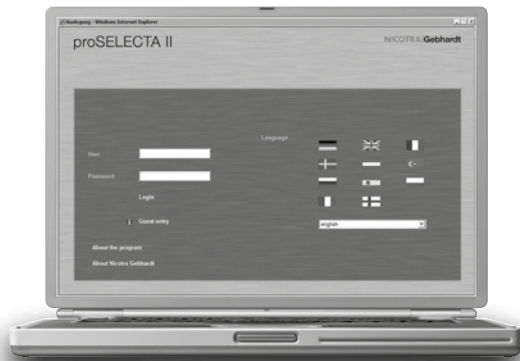 Auslegung - Windows Internet Explorer
proSELECTA II
NICOTRA Gebhardt
Language
User
Password
Login
Guest entry
english
About the program
About Nicotra Gebhardt